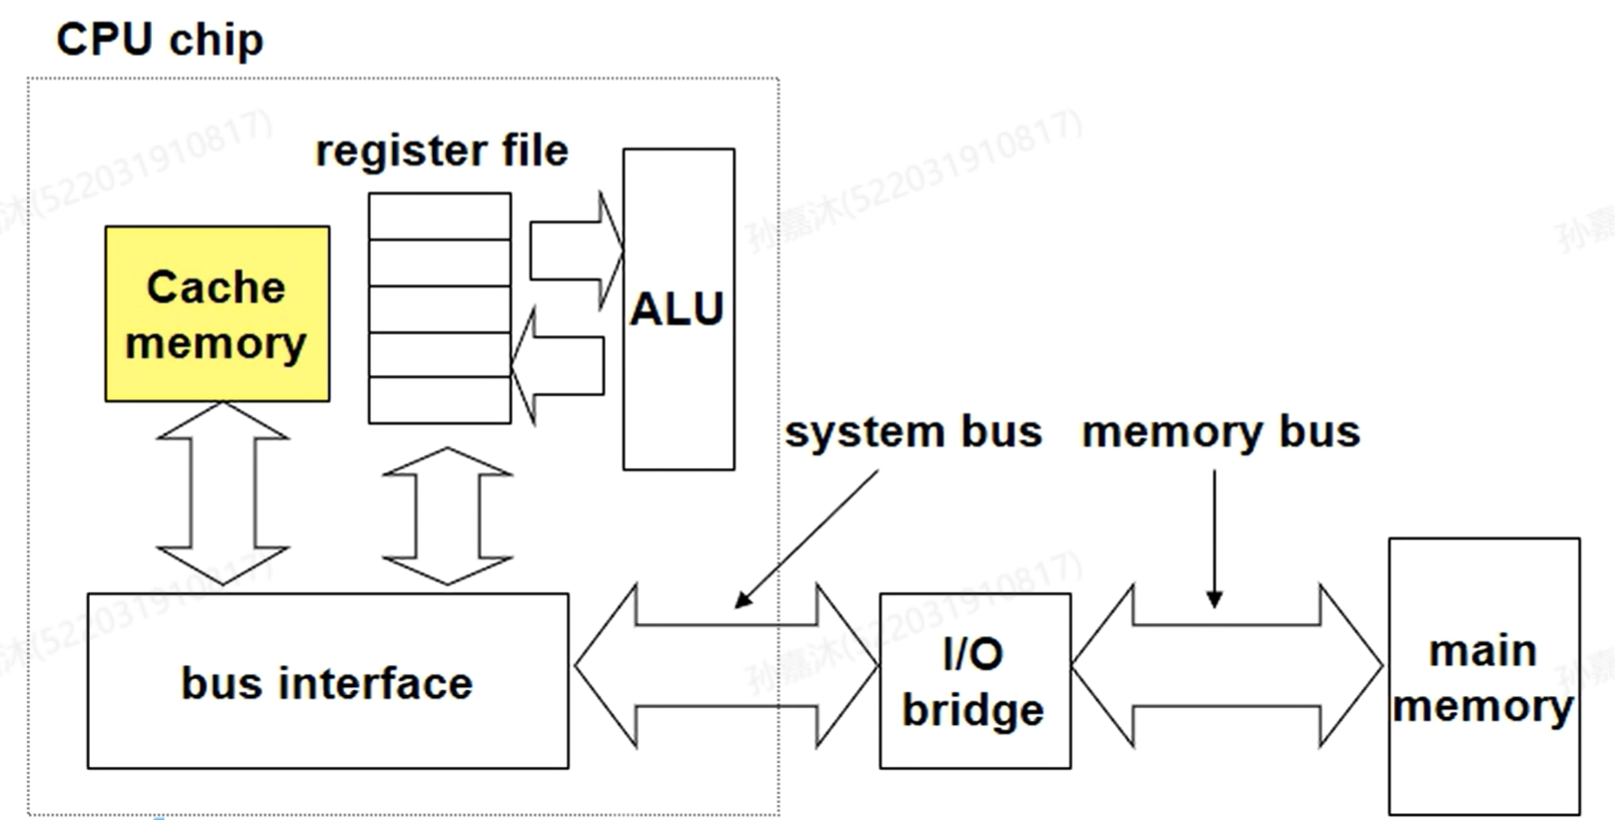 CPU chip
register file
Cache
memory
ALU
system bus
memory bus
bus interface
I/O
bridge
main
memory
孙嘉沐(522031910817)
孙嘉沐(522031910817)
沐(522031910817)
沐(522031910817)
孙嘉
孙嘉